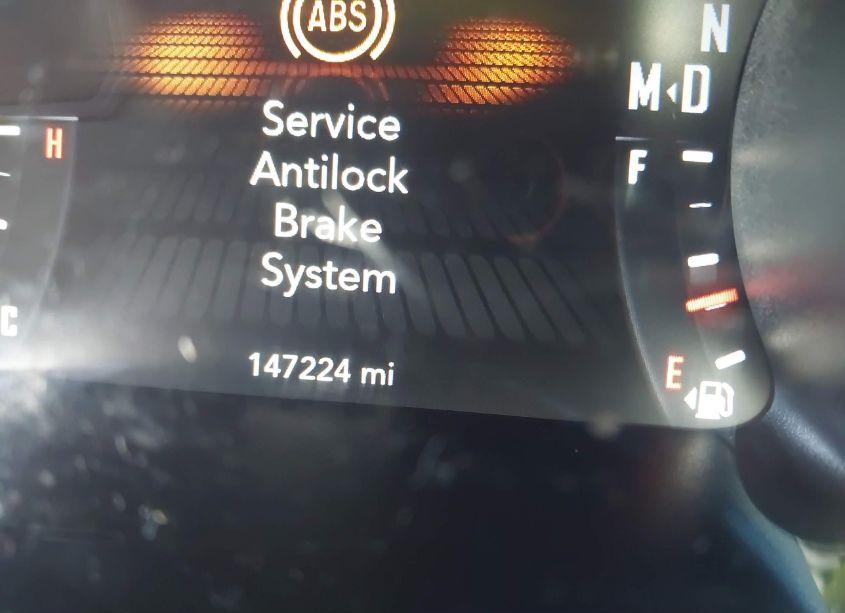 ABS
N
M D
Service
H
F
Antilock
Brake
System
C
147224 mi
E